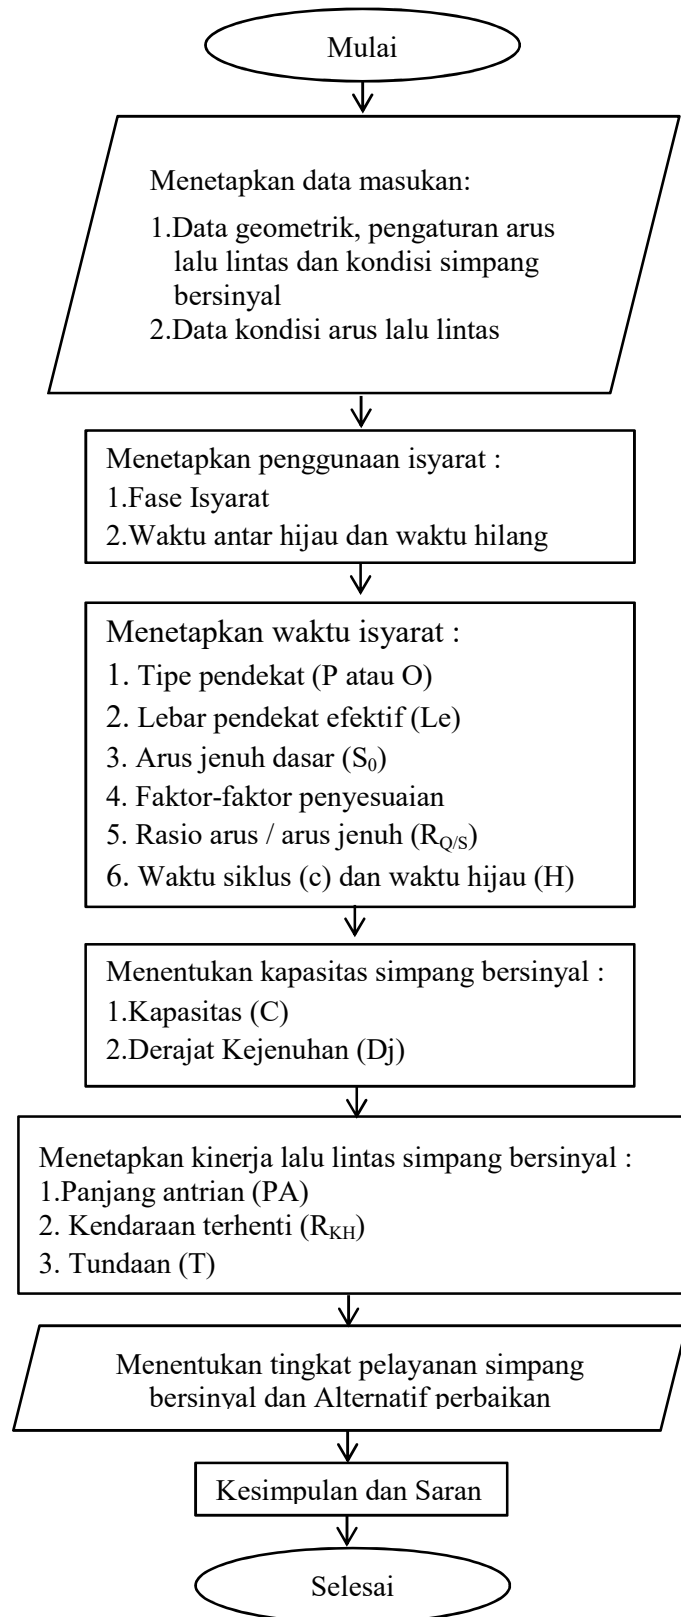 Mulai
Menetapkan data masukan:
1.Data geometrik, pengaturan arus
lalu lintas dan kondisi simpang
bersinyal
2.Data kondisi arus lalu lintas
Menetapkan penggunaan isyarat :
1.Fase Isyarat
2.Waktu antar hijau dan waktu hilang
Menetapkan waktu isyarat :
1. Tipe pendekat (P atau O)
2. Lebar pendekat efektif (Le)
3. Arus jenuh dasar (S₀)
4. Faktor-faktor penyesuaian
5. Rasio arus / arus jenuh (R_Q/S)
6. Waktu siklus (c) dan waktu hijau (H)
Menentukan kapasitas simpang bersinyal :
1.Kapasitas (C)
2.Derajat Kejenuhan (Dj)
Menetapkan kinerja lalu lintas simpang bersinyal :
1.Panjang antrian (PA)
2. Kendaraan terhenti (R_KH)
3. Tundaan (T)
Menentukan tingkat pelayanan simpang
bersinyal dan Alternatif perbaikan
Kesimpulan dan Saran
Selesai